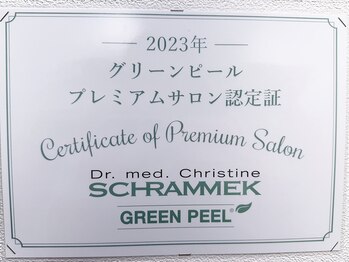 2023年
グリーンピール
プレミアムサロン認定証
Certificate of Premium Salon
Dr. med. Christine
SCHRAMMEK
GREEN PEEL®